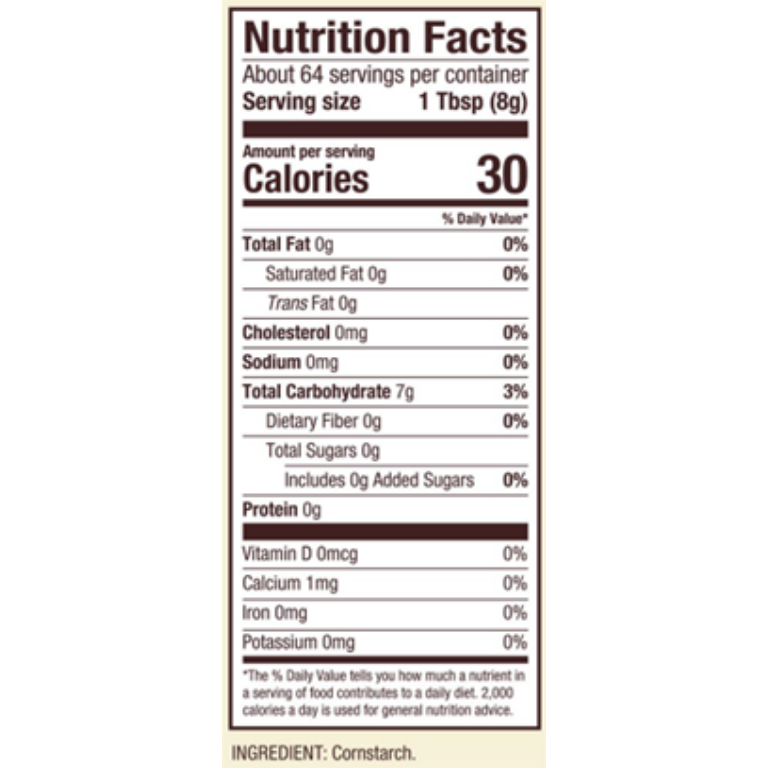 Nutrition Facts
About 64 servings per container
Serving size 1 Tbsp (8g)
Amount per serving
Calories 30
% Daily Value*
Total Fat 0g 0%
Saturated Fat 0g 0%
Trans Fat 0g
Cholesterol 0mg 0%
Sodium 0mg 0%
Total Carbohydrate 7g 3%
Dietary Fiber 0g 0%
Total Sugars 0g
Includes 0g Added Sugars 0%
Protein 0g
Vitamin D 0mcg 0%
Calcium 1mg 0%
Iron 0mg 0%
Potassium 0mg 0%
*The % Daily Value tells you how much a nutrient in
a serving of food contributes to a daily diet. 2,000
calories a day is used for general nutrition advice.
INGREDIENT: Cornstarch.